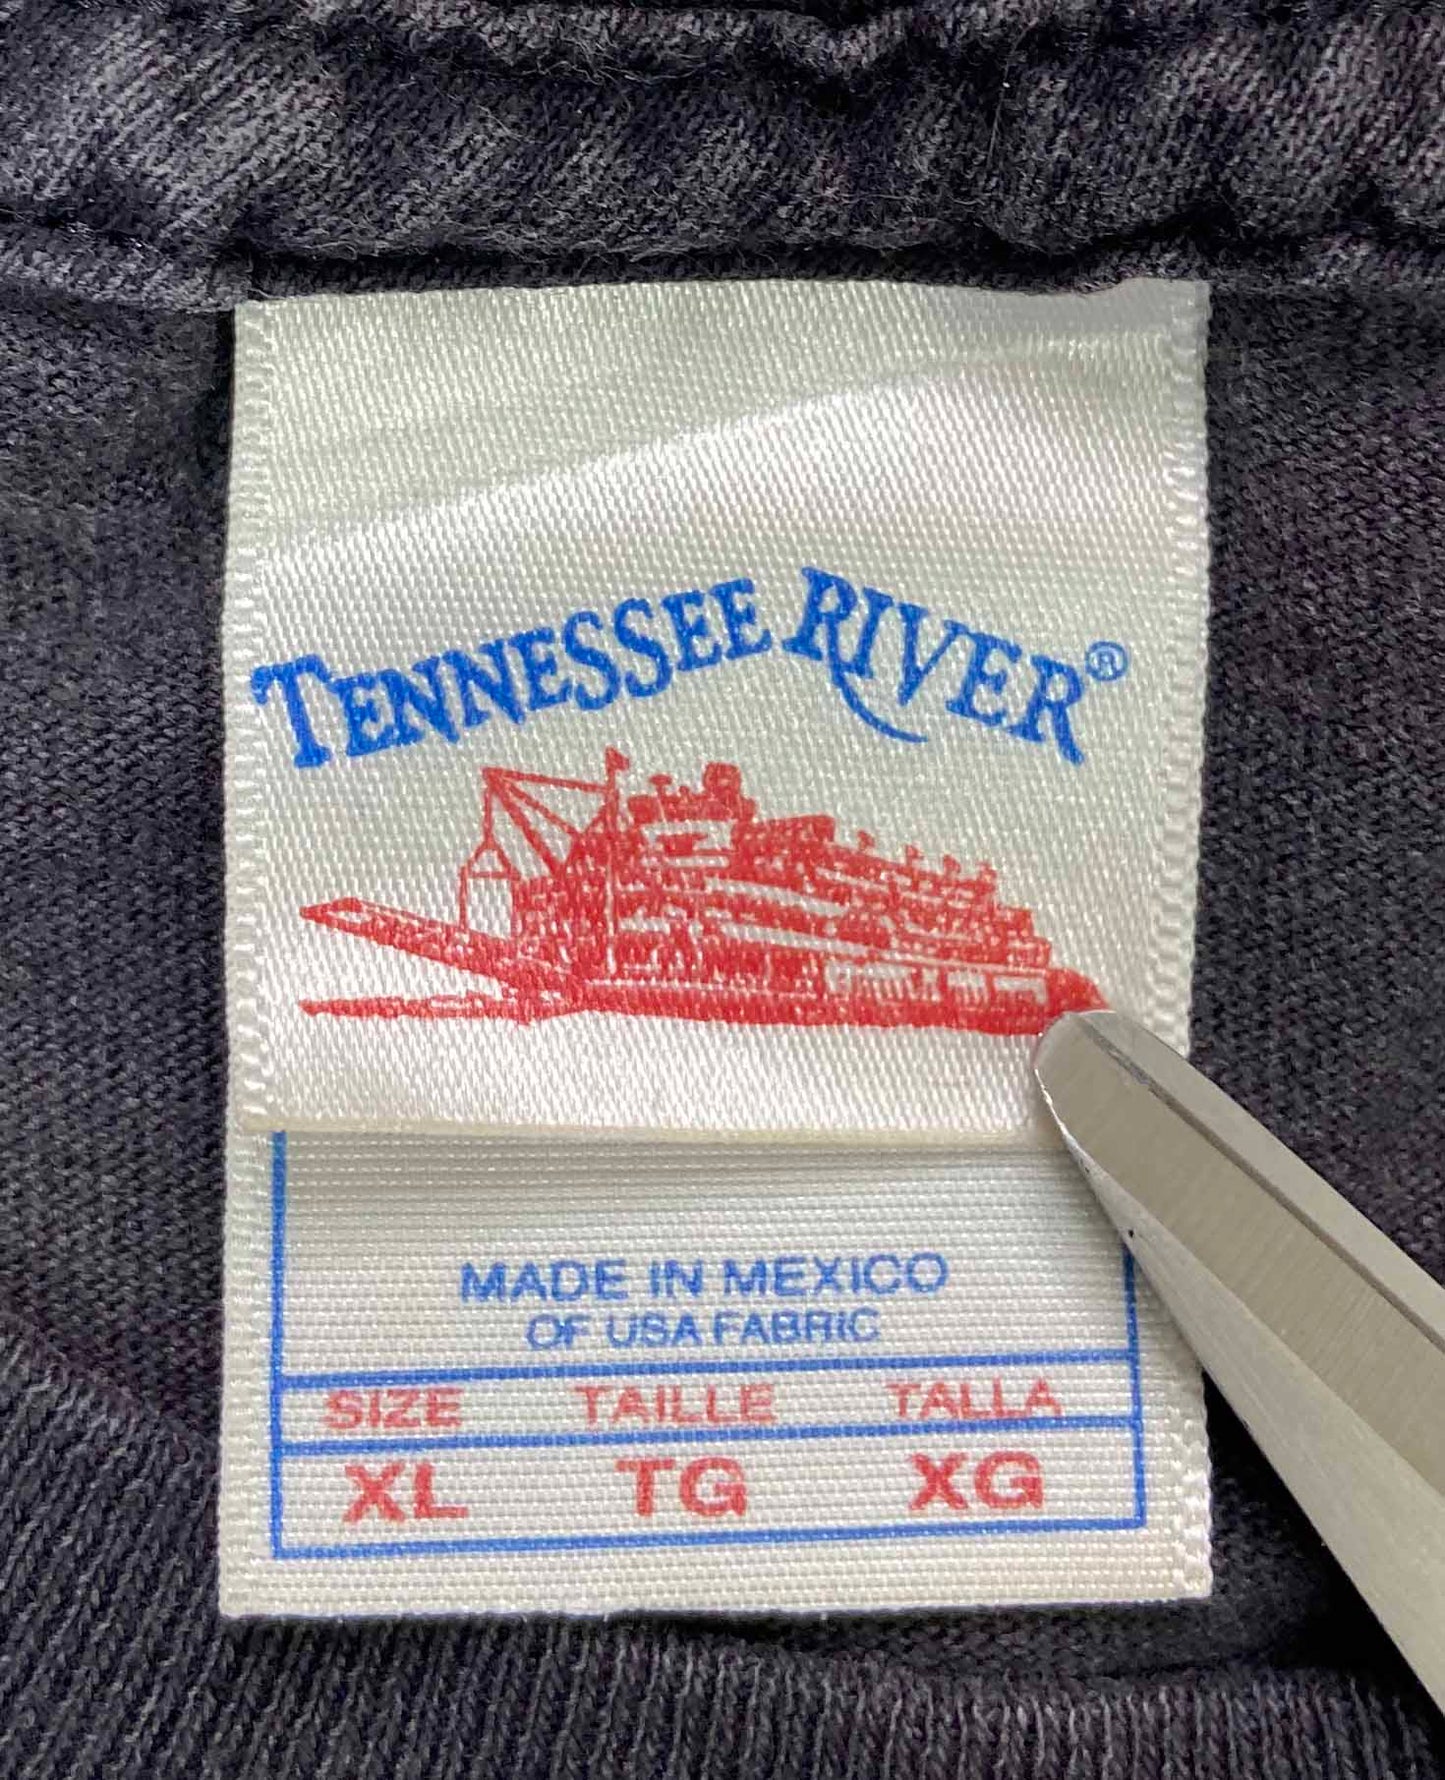 TENNESSEE RIVER®
MADE IN MEXICO
OF USA FABRIC
SIZE TAILLE TALLA
XL TG XG